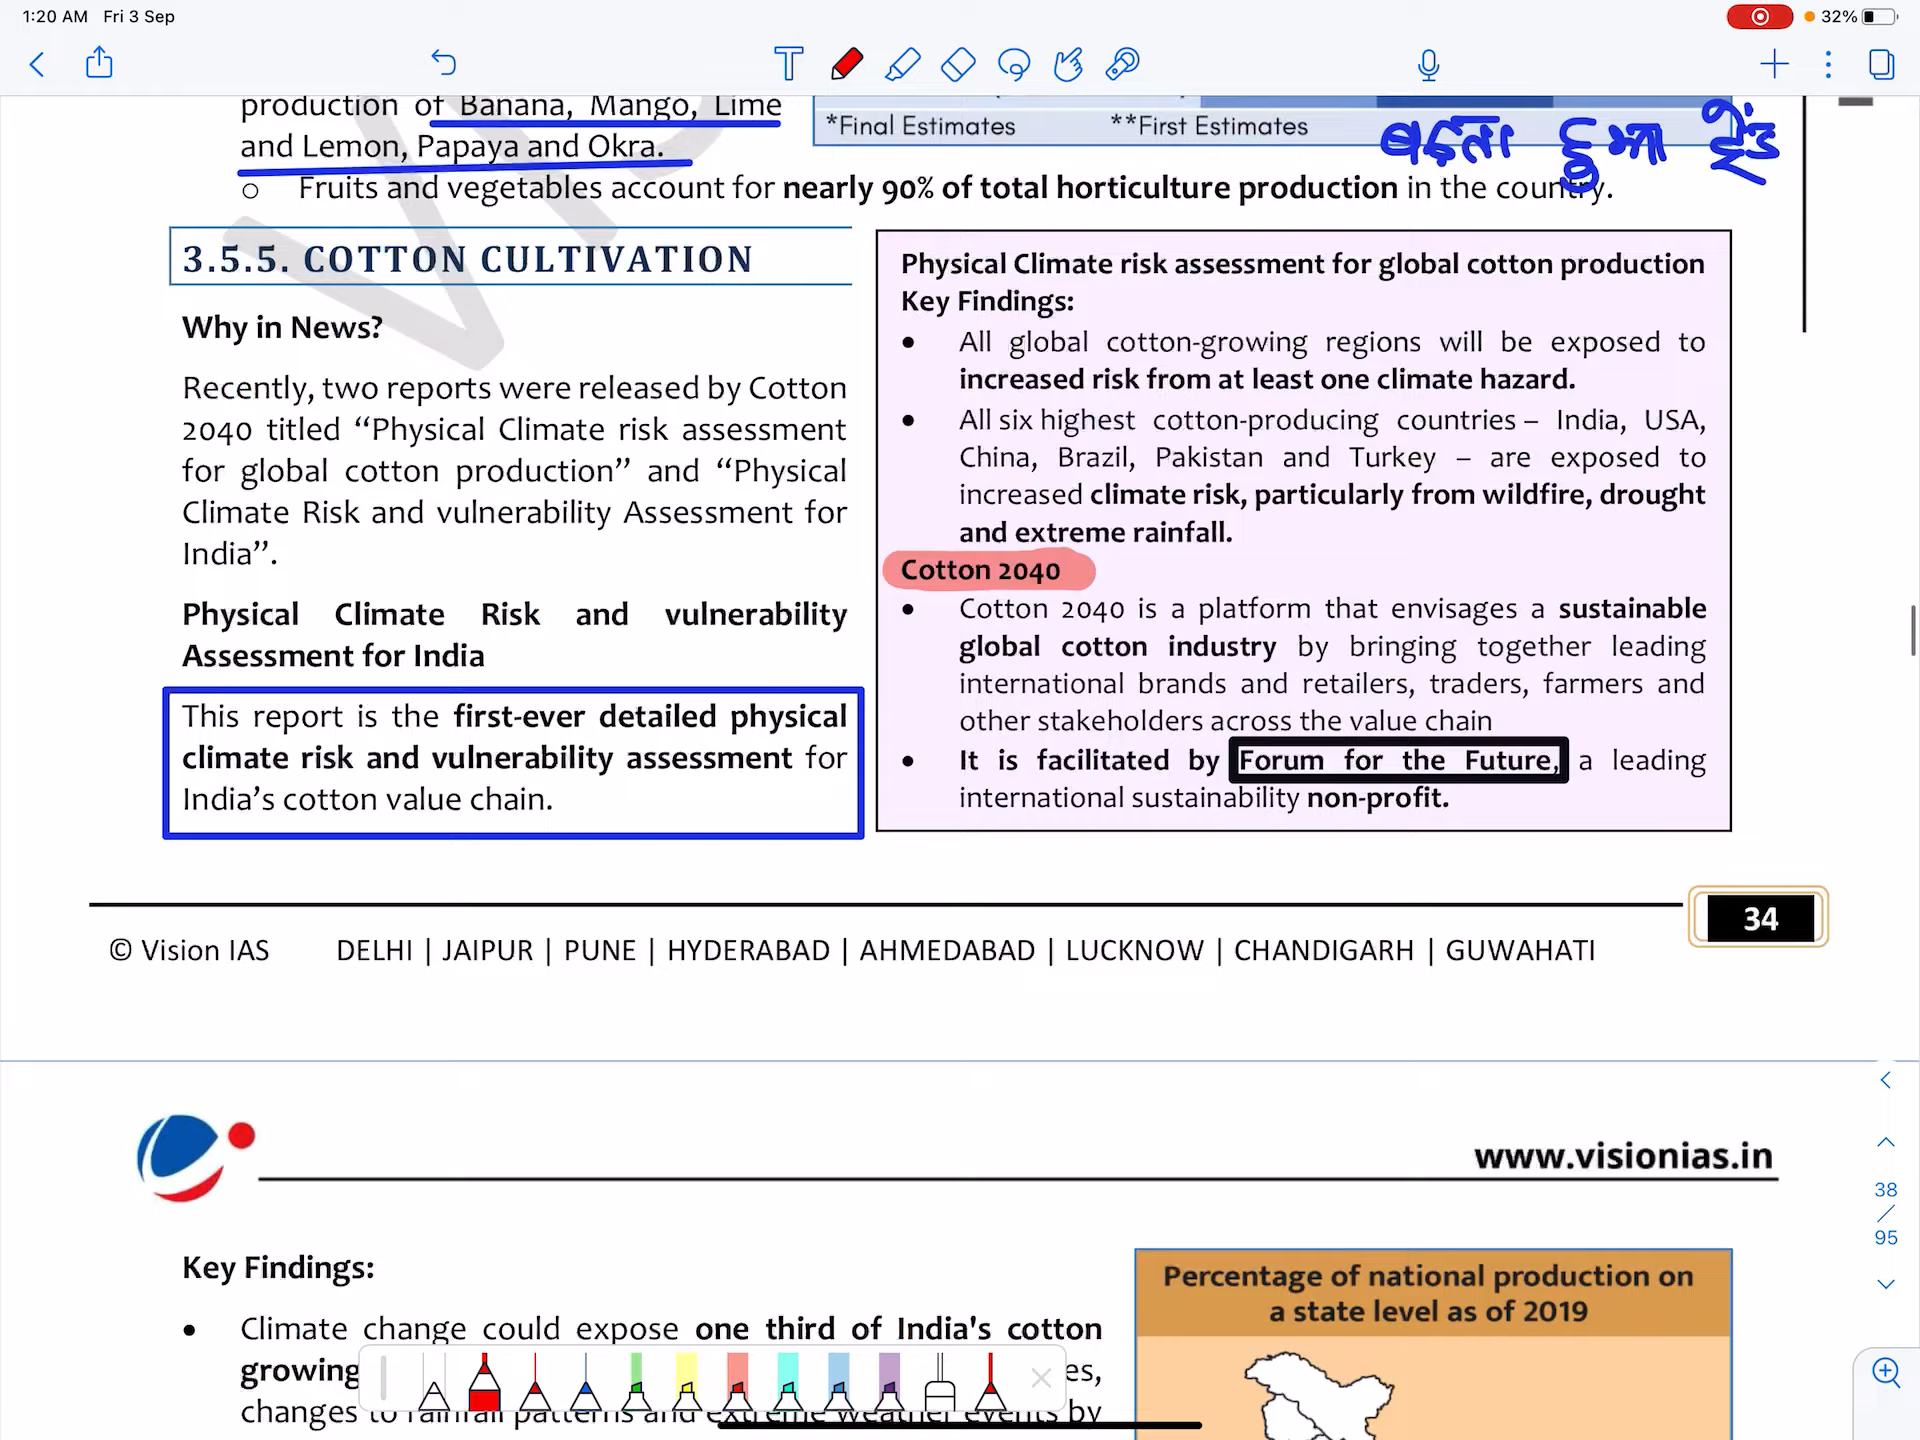 1:20 AM Fri 3 Sep
32%
production of Banana, Mango, Lime
and Lemon, Papaya and Okra.
*Final Estimates **First Estimates
बढ़ता हुआ
○ Fruits and vegetables account for nearly 90% of total horticulture production in the country.
3.5.5. COTTON CULTIVATION
Why in News?
Recently, two reports were released by Cotton
2040 titled “Physical Climate risk assessment
for global cotton production” and “Physical
Climate Risk and vulnerability Assessment for
India”.
Physical Climate Risk and vulnerability
Assessment for India
This report is the first-ever detailed physical
climate risk and vulnerability assessment for
India’s cotton value chain.
Physical Climate risk assessment for global cotton production
Key Findings:
• All global cotton-growing regions will be exposed to
increased risk from at least one climate hazard.
• All six highest cotton-producing countries – India, USA,
China, Brazil, Pakistan and Turkey – are exposed to
increased climate risk, particularly from wildfire, drought
and extreme rainfall.
Cotton 2040
• Cotton 2040 is a platform that envisages a sustainable
global cotton industry by bringing together leading
international brands and retailers, traders, farmers and
other stakeholders across the value chain
• It is facilitated by Forum for the Future, a leading
international sustainability non-profit.
34
© Vision IAS DELHI | JAIPUR | PUNE | HYDERABAD | AHMEDABAD | LUCKNOW | CHANDIGARH | GUWAHATI
www.visionias.in
38
/
95
Key Findings:
• Climate change could expose one third of India's cotton
growing es,
changes to rainfall patterns and extreme weather events by
Percentage of national production on
a state level as of 2019